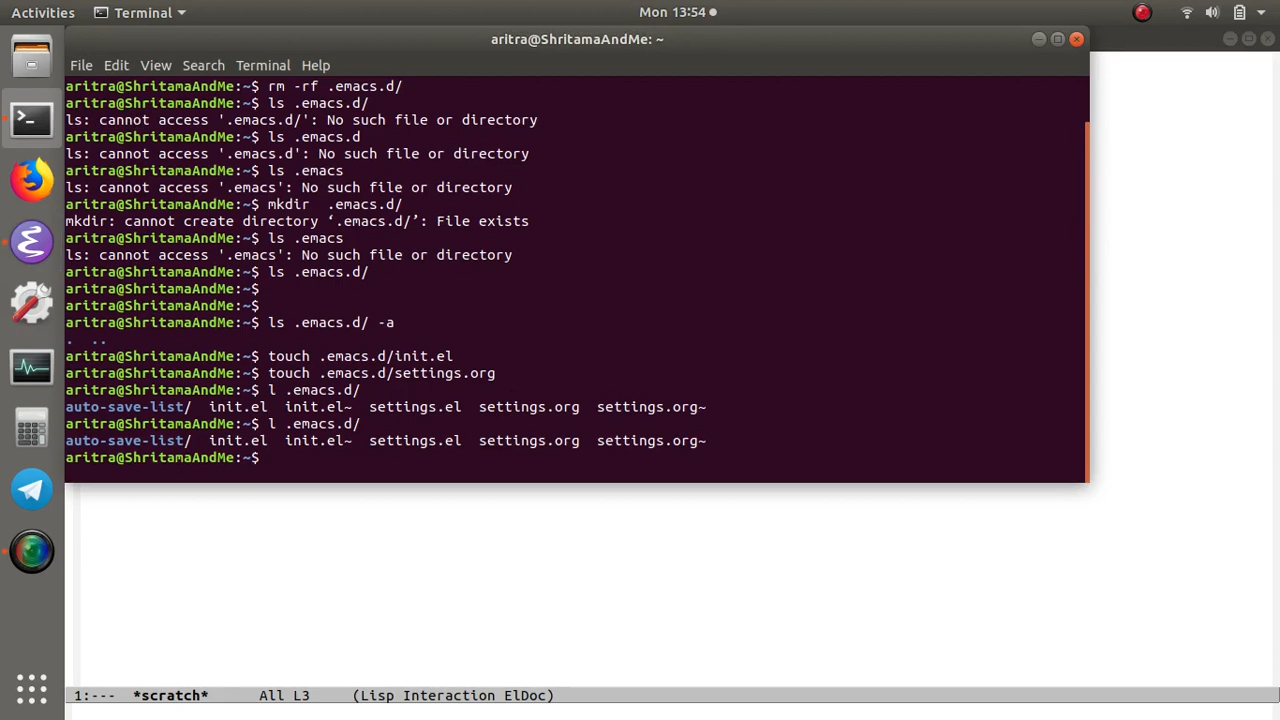 Activities
Terminal
Mon 13:54
aritra@ShritamaAndMe: ~
File Edit View Search Terminal Help
aritra@ShritamaAndMe:~$ rm -rf .emacs.d/
aritra@ShritamaAndMe:~$ ls .emacs.d/
ls: cannot access '.emacs.d/': No such file or directory
aritra@ShritamaAndMe:~$ ls .emacs.d
ls: cannot access '.emacs.d': No such file or directory
aritra@ShritamaAndMe:~$ ls .emacs
ls: cannot access '.emacs': No such file or directory
aritra@ShritamaAndMe:~$ mkdir  .emacs.d/
mkdir: cannot create directory ‘.emacs.d/’: File exists
aritra@ShritamaAndMe:~$ ls .emacs
ls: cannot access '.emacs': No such file or directory
aritra@ShritamaAndMe:~$ ls .emacs.d/
aritra@ShritamaAndMe:~$
aritra@ShritamaAndMe:~$
aritra@ShritamaAndMe:~$ ls .emacs.d/ -a
.  ..
aritra@ShritamaAndMe:~$ touch .emacs.d/init.el
aritra@ShritamaAndMe:~$ touch .emacs.d/settings.org
aritra@ShritamaAndMe:~$ l .emacs.d/
auto-save-list/  init.el  init.el~  settings.el  settings.org  settings.org~
aritra@ShritamaAndMe:~$ l .emacs.d/
auto-save-list/  init.el  init.el~  settings.el  settings.org  settings.org~
aritra@ShritamaAndMe:~$
1:---  *scratch*      All L3     (Lisp Interaction ElDoc)